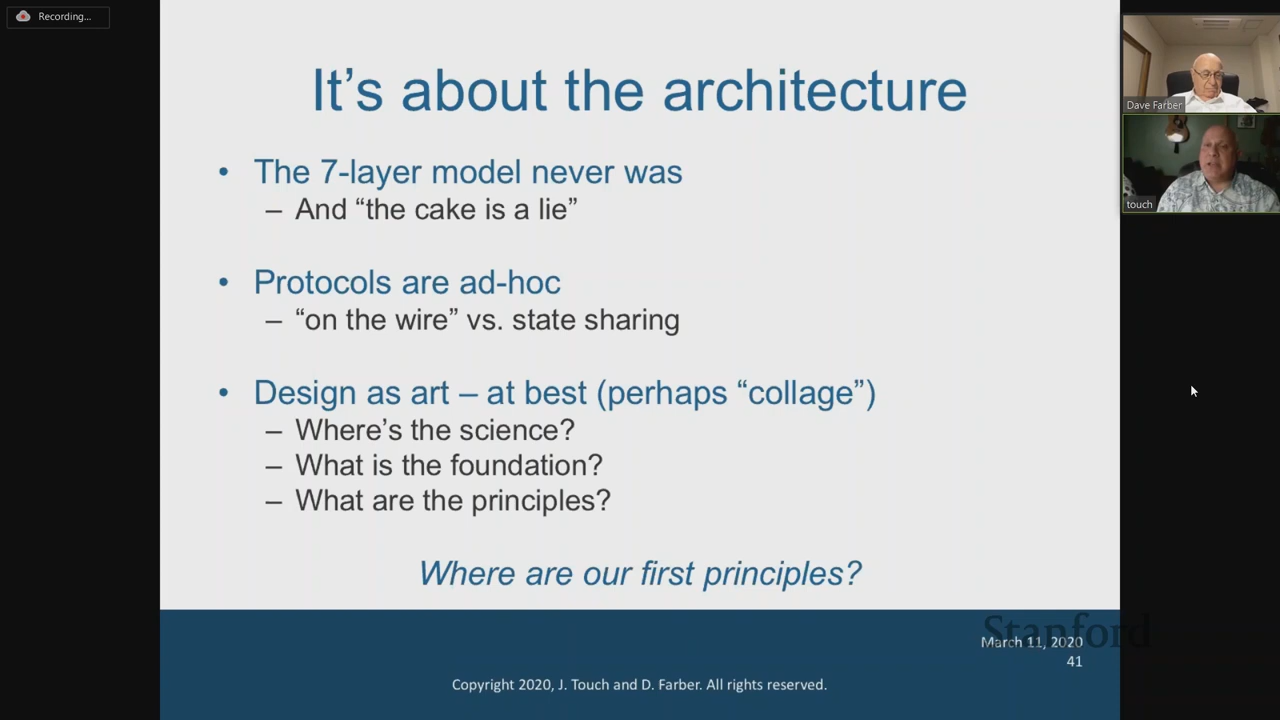 Recording...
It's about the architecture
• The 7-layer model never was
– And “the cake is a lie”
• Protocols are ad-hoc
– “on the wire” vs. state sharing
• Design as art – at best (perhaps “collage”)
– Where's the science?
– What is the foundation?
– What are the principles?
Where are our first principles?
Stanford
March 11, 2020
41
Copyright 2020, J. Touch and D. Farber. All rights reserved.
Dave Farber
touch